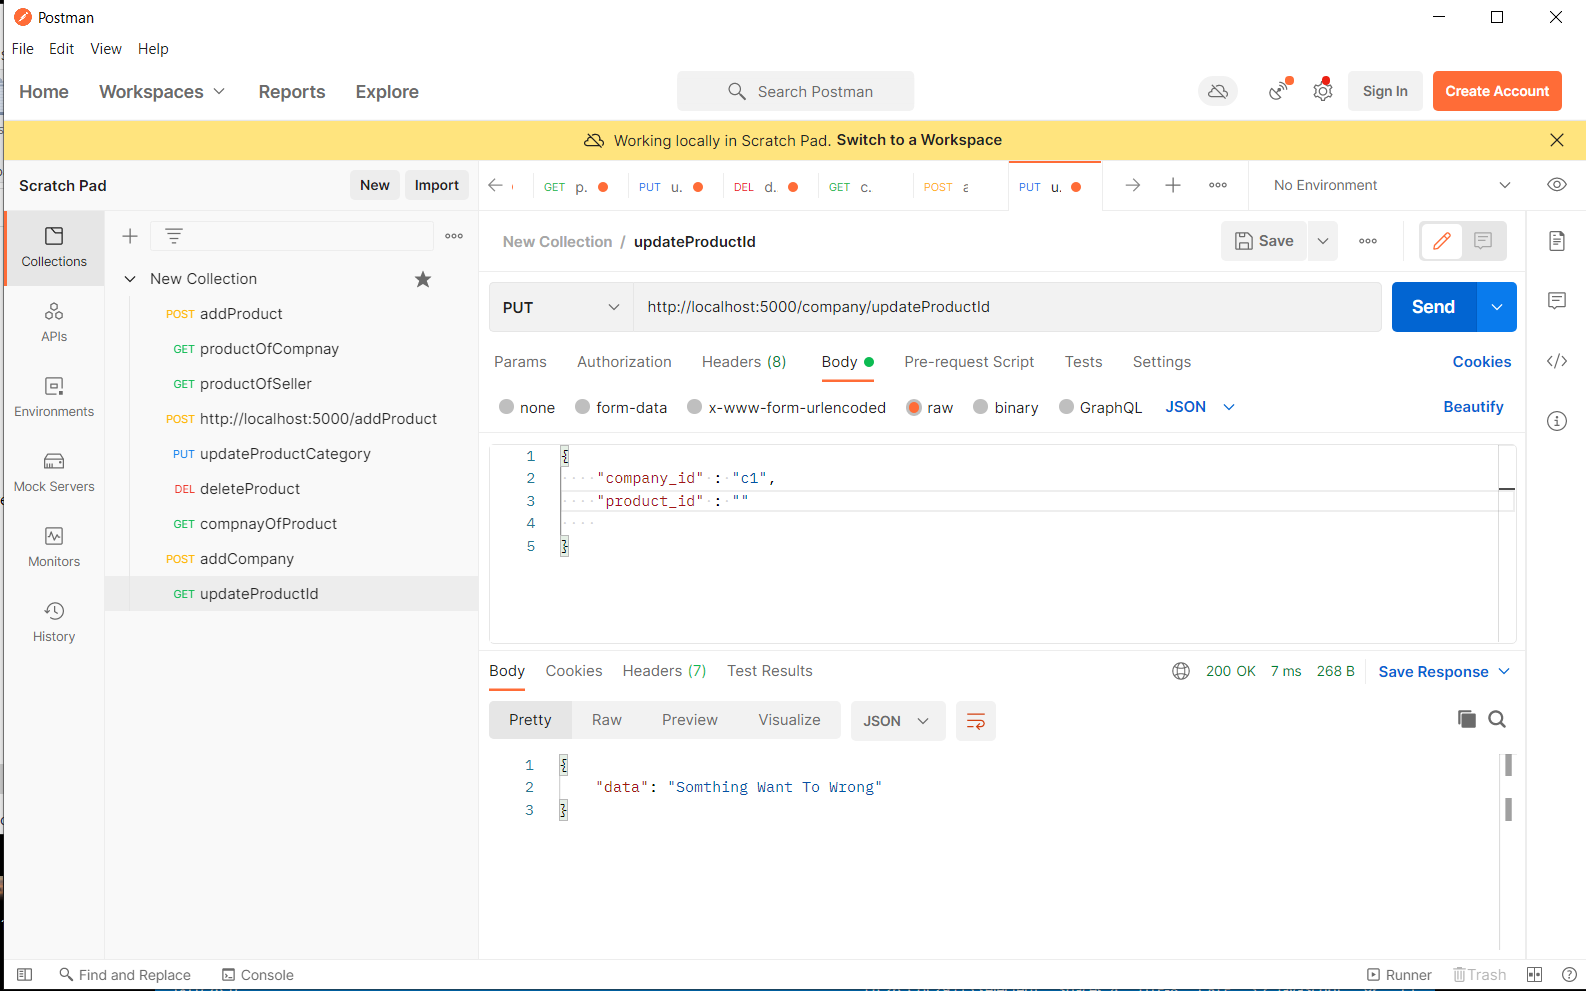 Postman
File Edit View Help
Home Workspaces Reports Explore Search Postman Sign In Create Account
Working locally in Scratch Pad. Switch to a Workspace
Scratch Pad New Import
GET p. PUT u. DEL d. GET c. POST a PUT u. No Environment
Collections
APIs
Environments
Mock Servers
Monitors
History
New Collection
POST addProduct
GET productOfCompnay
GET productOfSeller
POST http://localhost:5000/addProduct
PUT updateProductCategory
DEL deleteProduct
GET compnayOfProduct
POST addCompany
GET updateProductId
New Collection / updateProductId Save
PUT http://localhost:5000/company/updateProductId Send
Params Authorization Headers (8) Body Pre-request Script Tests Settings Cookies
none form-data x-www-form-urlencoded raw binary GraphQL JSON Beautify
1 {
2 "company_id" : "c1",
3 "product_id" : ""
4
5 }
Body Cookies Headers (7) Test Results 200 OK 7 ms 268 B Save Response
Pretty Raw Preview Visualize JSON
1 {
2 "data": "Somthing Want To Wrong"
3 }
Find and Replace Console Runner Trash